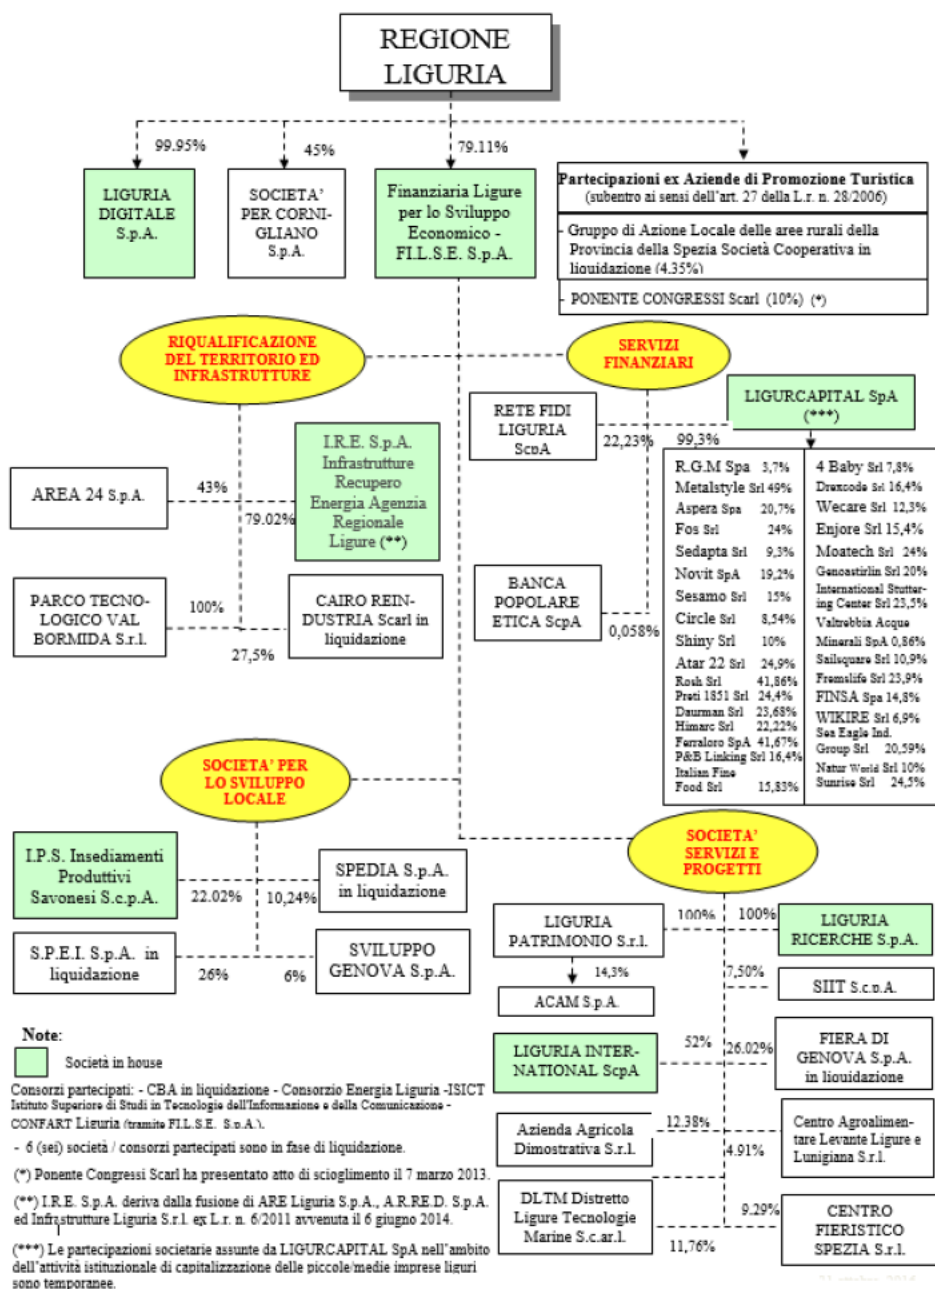 REGIONE
LIGURIA
99.95%
45%
79.11%
LIGURIA
DIGITALE
S.p.A.
SOCIETA'
PER CORNI-
GLIANO
S.p.A.
Finanziaria Ligure
per lo Sviluppo
Economico -
FI.L.S.E. S.p.A.
Partecipazioni ex Aziende di Promozione Turistica
(subentro ai sensi dell'art. 27 della L.r. n. 28/2006)
- Gruppo di Azione Locale delle aree rurali della
Provincia della Spezia Società Cooperativa in
liquidazione (4.35%)
- PONENTE CONGRESSI Scarl (10%) (*)
RIQUALIFICAZIONE
DEL TERRITORIO ED
INFRASTRUTTURE
SERVIZI
FINANZIARI
AREA 24 S.p.A.
43%
79.02%
I.R.E. S.p.A.
Infrastrutture
Recupero
Energia Agenzia
Regionale
Ligure (**)
PARCO TECNO-
LOGICO VAL
BORMIDA S.r.l.
100%
27,5%
CAIRO REIN-
DUSTRIA Scarl in
liquidazione
RETE FIDI
LIGURIA
ScpA
22,23%
99,3%
LIGURCAPITAL SpA
(***)
BANCA
POPOLARE
ETICA ScpA
0,058%
R.G.M Spa 3,7%
Metalstyle Srl 49%
Aspera Spa 20,7%
Fos Srl 24%
Sedapta Srl 9,3%
Novit SpA 19,2%
Sesamo Srl 15%
Circle Srl 8,54%
Shiny Srl 10%
Atar 22 Srl 24,9%
Rosh Srl 41,86%
Preti 1851 Srl 24,4%
Daurman Srl 23,68%
Himarc Srl 22,22%
Ferraloro SpA 41,67%
P&B Linking Srl 16,4%
Italian Fine
Food Srl 15,83%
4 Baby Srl 7,8%
Drexcode Srl 16,4%
Wecare Srl 12,3%
Enjore Srl 15,4%
Moatech Srl 24%
Genoastirlin Srl 20%
International Stutter-
ing Center Srl 23,5%
Valtrebbia Acque
Minerali SpA 0,86%
Sailsquare Srl 10,9%
Fremslife Srl 23,9%
FINSA Spa 14,8%
WIKIRE Srl 6,9%
Sea Eagle Ind.
Group Srl 20,59%
Natur World Srl 10%
Sunrise Srl 24,5%
SOCIETA' PER
LO SVILUPPO
LOCALE
I.P.S. Insediamenti
Produttivi
Savonesi S.c.p.A.
22.02%
10,24%
SPEDIA S.p.A.
in liquidazione
S.P.E.I. S.p.A. in
liquidazione
26%
6%
SVILUPPO
GENOVA S.p.A.
SOCIETA'
SERVIZI E
PROGETTI
LIGURIA
PATRIMONIO S.r.l.
100%
100%
LIGURIA
RICERCHE S.p.A.
14,3%
ACAM S.p.A.
7,50%
SIIT S.c.p.A.
LIGURIA INTER-
NATIONAL ScpA
52%
26.02%
FIERA DI
GENOVA S.p.A.
in liquidazione
Azienda Agricola
Dimostrativa S.r.l.
12.38%
4.91%
Centro Agroalimen-
tare Levante Ligure e
Lunigiana S.r.l.
DLTM Distretto
Ligure Tecnologie
Marine S.c.ar.l.
11,76%
9.29%
CENTRO
FIERISTICO
SPEZIA S.r.l.
Note:
Società in house
Consorzi partecipati: - CBA in liquidazione - Consorzio Energia Liguria -ISICT
Istituto Superiore di Studi in Tecnologie dell'Informazione e della Comunicazione -
CONFART Liguria (tramite FI.L.S.E. S.p.A.).
- 6 (sei) società / consorzi partecipati sono in fase di liquidazione.
(*) Ponente Congressi Scarl ha presentato atto di scioglimento il 7 marzo 2013.
(**) I.R.E. S.p.A. deriva dalla fusione di ARE Liguria S.p.A., A.R.RE.D. S.p.A.
ed Infrastrutture Liguria S.r.l. ex L.r. n. 6/2011 avvenuta il 6 giugno 2014.
(***) Le partecipazioni societarie assunte da LIGURCAPITAL SpA nell'ambito
dell'attività istituzionale di capitalizzazione delle piccole/medie imprese liguri
sono temporanee.